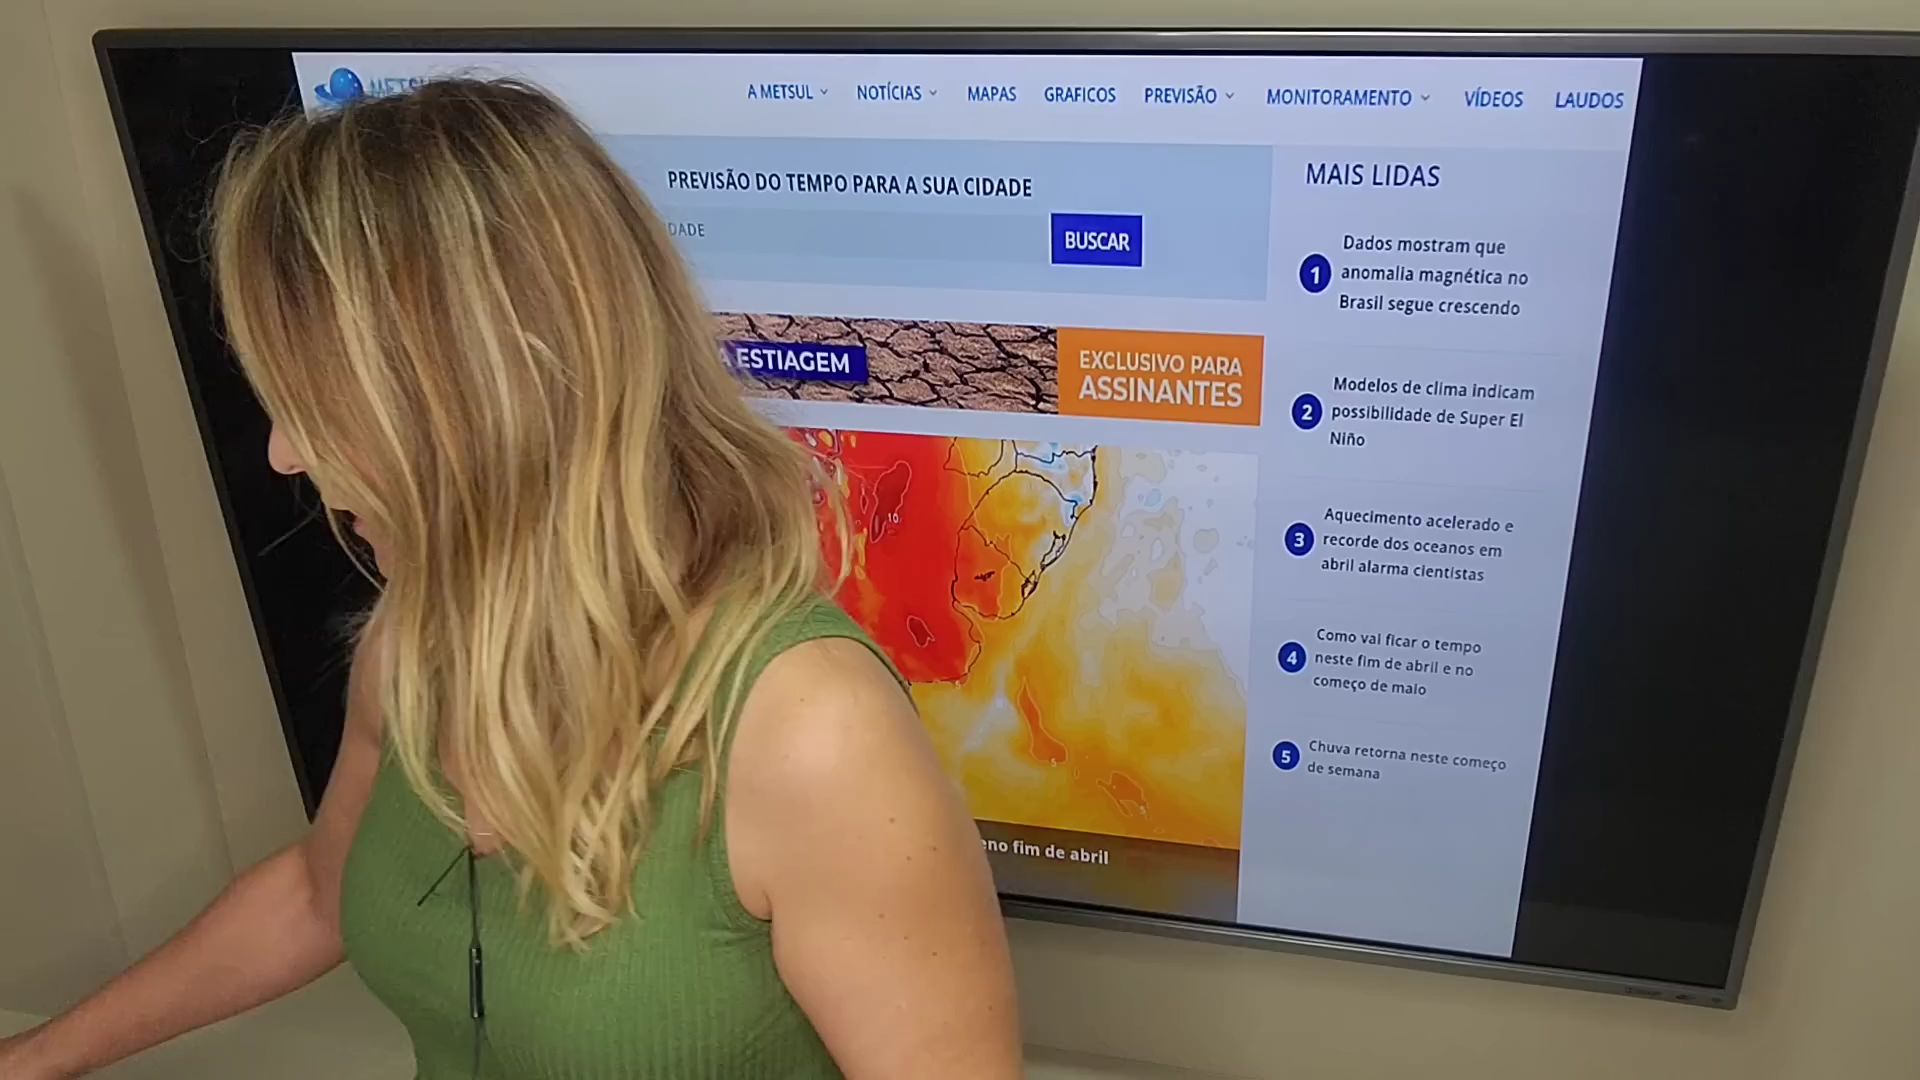 A METSUL NOTÍCIAS MAPAS GRAFICOS PREVISÃO MONITORAMENTO VÍDEOS LAUDOS
PREVISÃO DO TEMPO PARA A SUA CIDADE
BUSCAR
ESTIAGEM
EXCLUSIVO PARA
ASSINANTES
10
5
5
fim de abril
MAIS LIDAS
1
Dados mostram que
anomalia magnética no
Brasil segue crescendo
2
Modelos de clima indicam
possibilidade de Super El
Niño
3
Aquecimento acelerado e
recorde dos oceanos em
abril alarma cientistas
4
Como vai ficar o tempo
neste fim de abril e no
começo de maio
5
Chuva retorna neste começo
de semana